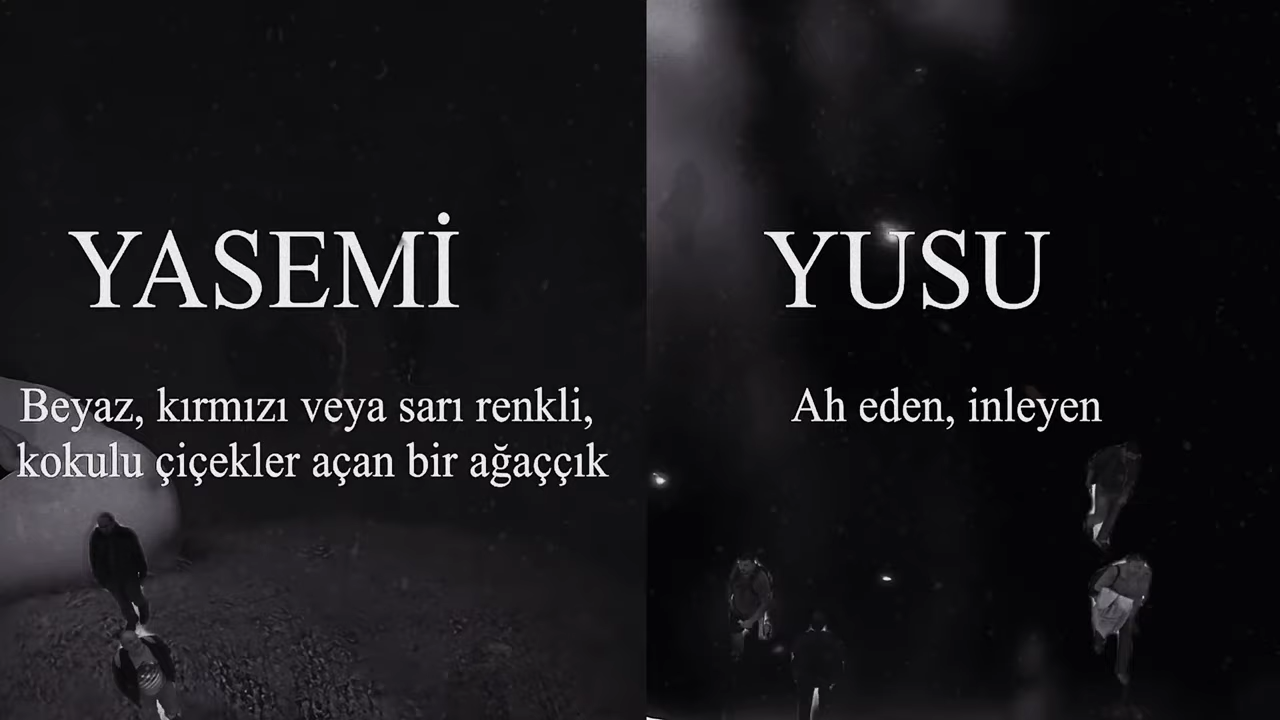 YASEMİ
Beyaz, kırmızı veya sarı renkli,
kokulu çiçekler açan bir ağaççık
YUSU
Ah eden, inleyen